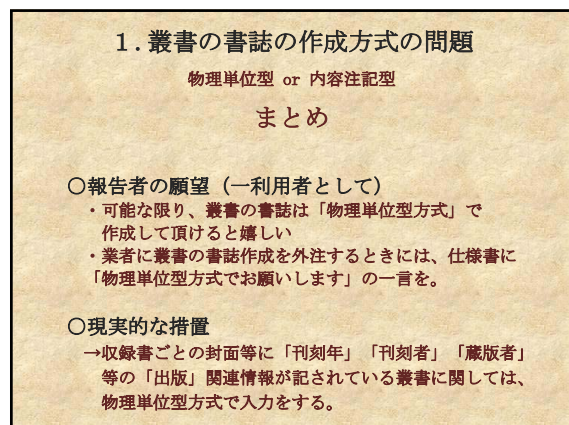 １.叢書の書誌の作成方式の問題
物理単位型 or 内容注記型
まとめ
○報告者の願望（一利用者として）
・可能な限り、叢書の書誌は「物理単位型方式」で
作成して頂けると嬉しい
・業者に叢書の書誌作成を外注するときには、仕様書に
「物理単位型方式でお願いします」の一言を。
○現実的な措置
→収録書ごとの封面等に「刊刻年」「刊刻者」「蔵版者」
等の「出版」関連情報が記されている叢書に関しては、
物理単位型方式で入力をする。